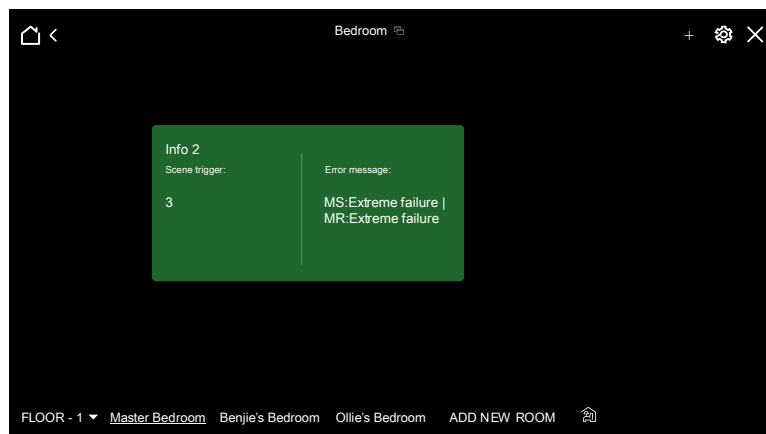 Bedroom
Info 2
Scene trigger:
Error message:
3
MS:Extreme failure |
MR:Extreme failure
FLOOR - 1 Master Bedroom Benjie's Bedroom Ollie's Bedroom ADD NEW ROOM